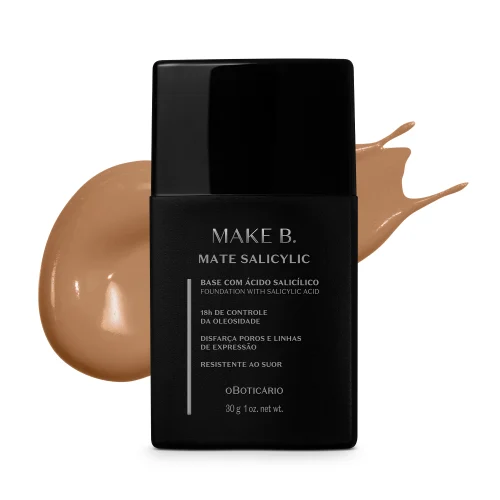 MAKE B.
MATE SALICYLIC
BASE COM ÁCIDO SALICÍLICO
FOUNDATION WITH SALICYLIC ACID
18h DE CONTROLE
DA OLEOSIDADE
DISFARÇA POROS E LINHAS
DE EXPRESSÃO
RESISTENTE AO SUOR
oBOTICÁRIO
30 g 1 oz. net wt.